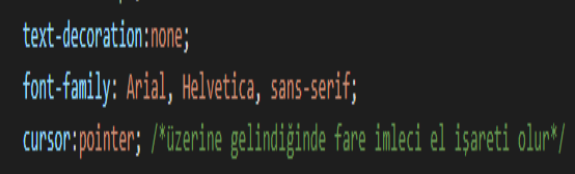 text-decoration:none;
font-family: Arial, Helvetica, sans-serif;
cursor:pointer; /*üzerine gelindiğinde fare imleci el işareti olur*/